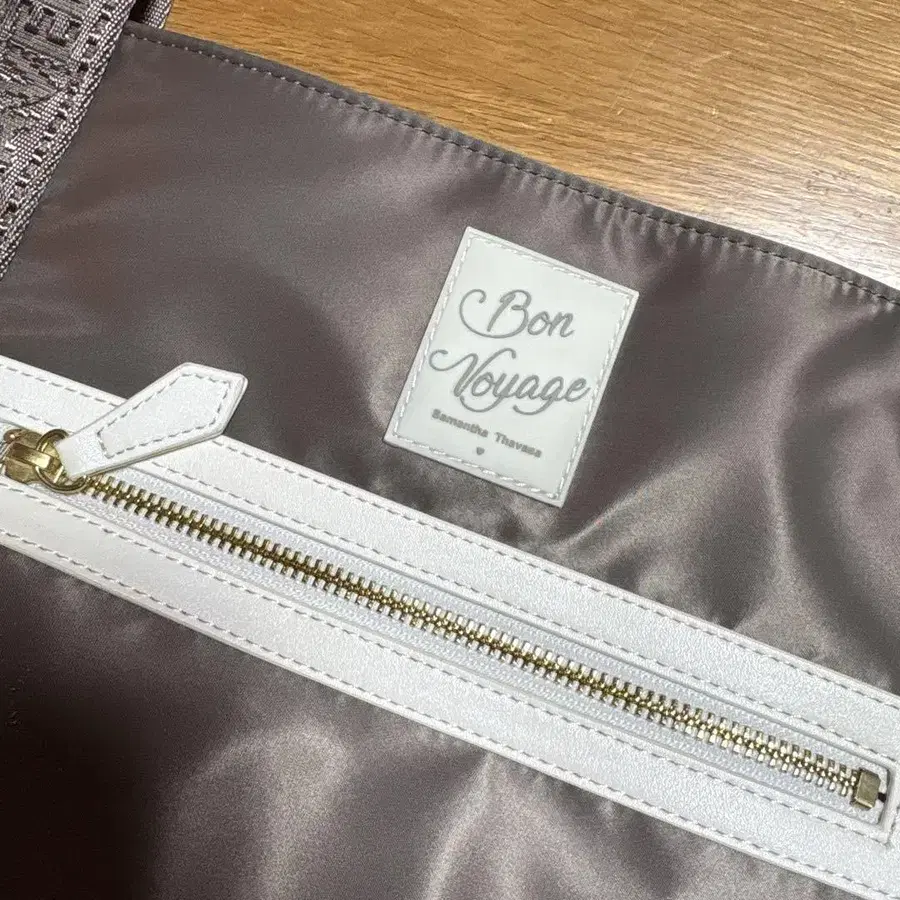 Bon
Voyage
Samantha Thavasa
♥